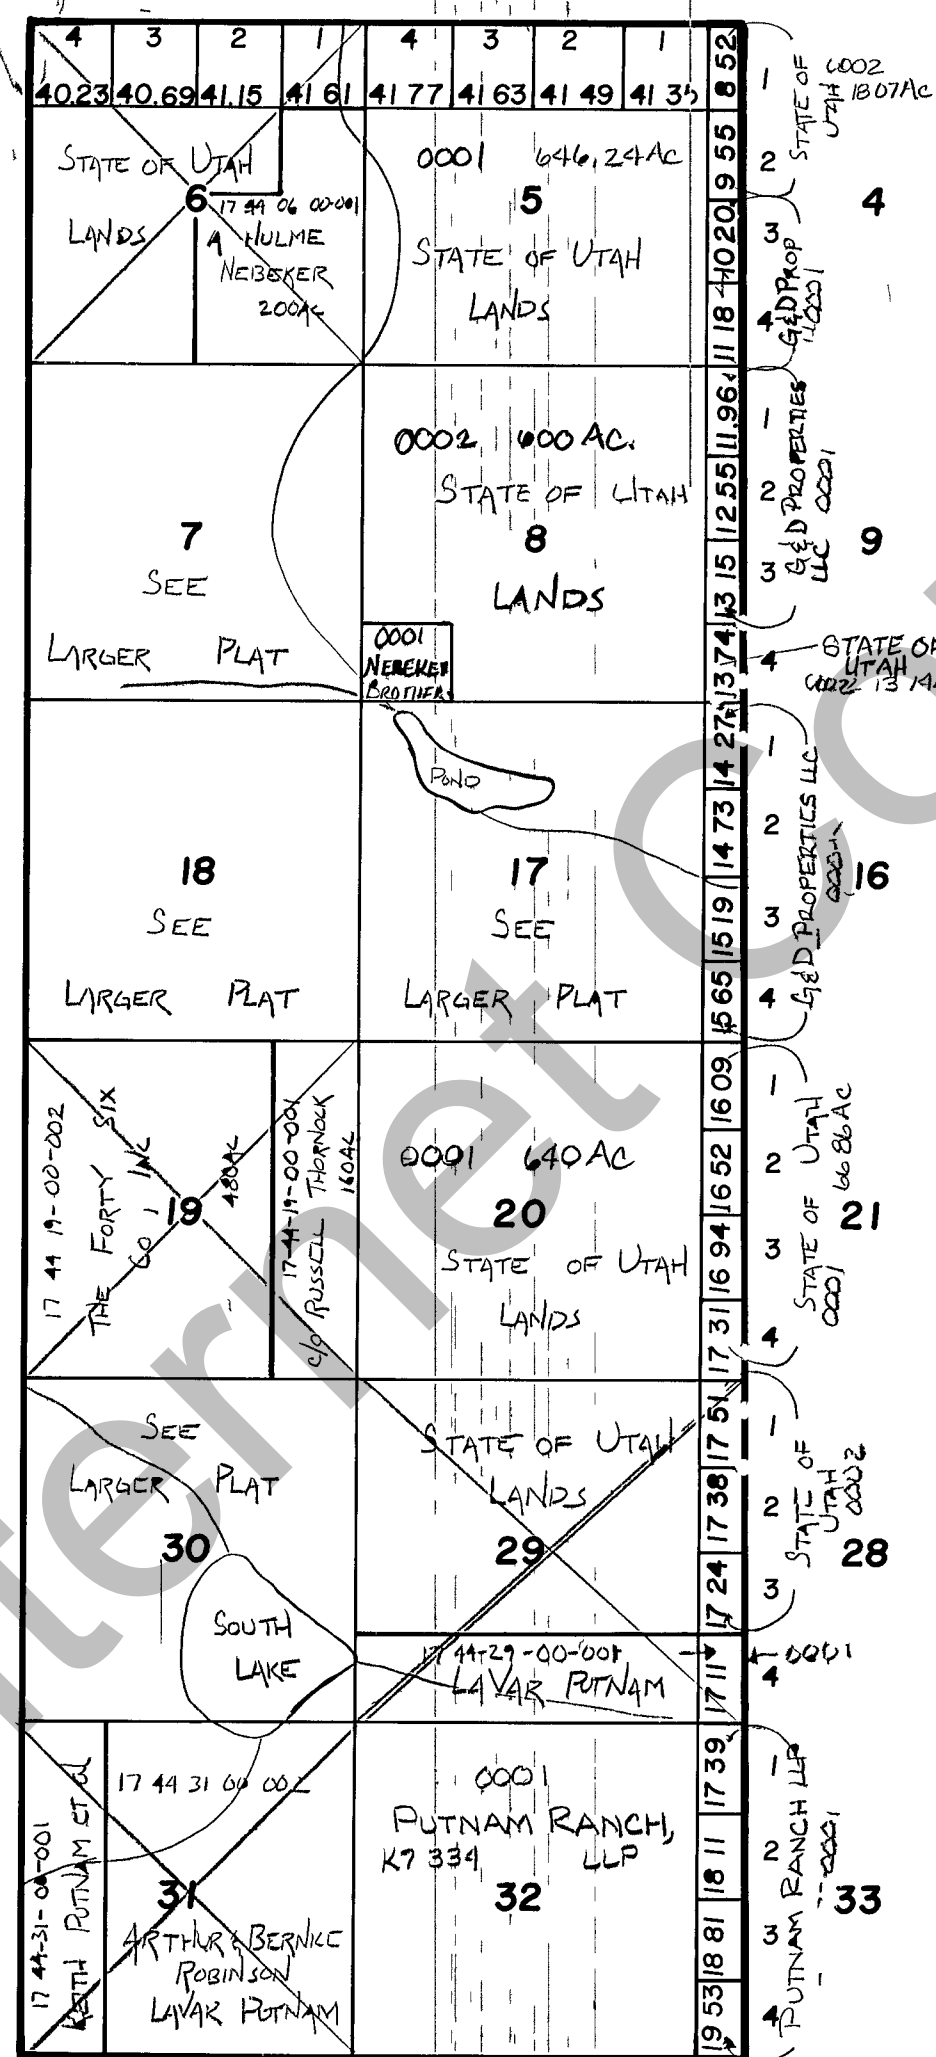 4 3 2 1 4 3 2 1
40.23 40.69 41.15 41 61 41 77 41 63 41 49 41 35
8 52
9 55
10 20
11 18
1
2
3
4
STATE OF
UTAH
0002
1807Ac
G&D PROP
0001
4
STATE OF UTAH
6
LANDS
17 44 06 00-001
A HULME
NEBEKER
200Ac
0001 646.24Ac
5
STATE OF UTAH
LANDS
7
SEE
LARGER PLAT
0002 600 AC.
STATE OF UTAH
8
LANDS
0001
NEBEKER
BROTHERS
11.96
12 55
13 15
13 74
1
2
3
4
G&D PROPERTIES
LLC 0001
9
STATE OF
UTAH
18
SEE
LARGER PLAT
POND
17
SEE
LARGER PLAT
14 27
14 73
15 19
15 65
1
2
3
4
G&D PROPERTIES LLC
16
17 44 19-00-002
THE FORTY SIX
CO INC
480Ac
19
17-44-19-00-001
c/o RUSSELL THORNOCK
160Ac
0001 640 Ac
20
STATE OF UTAH
LANDS
16 09
16 52
16 94
17 31
1
2
3
4
STATE OF UTAH
0001 66 86 Ac
21
SEE
LARGER PLAT
30
SOUTH
LAKE
STATE OF UTAH
LANDS
29
17 44-29-00-001
LAVAR PUTNAM
17 51
17 38
17 24
17 11
1
2
3
4
STATE OF
UTAH
0002
28
0001
17 44-31-00-001
KEITH PUTNAM ET al
17 44 31 00 002
31
ARTHUR & BERNICE
ROBINSON
LAVAR PUTNAM
0001
PUTNAM RANCH,
K7 334 LLP
32
17 39
18 11
18 81
19 53
1
2
3
4
PUTNAM RANCH LLP
0001
33